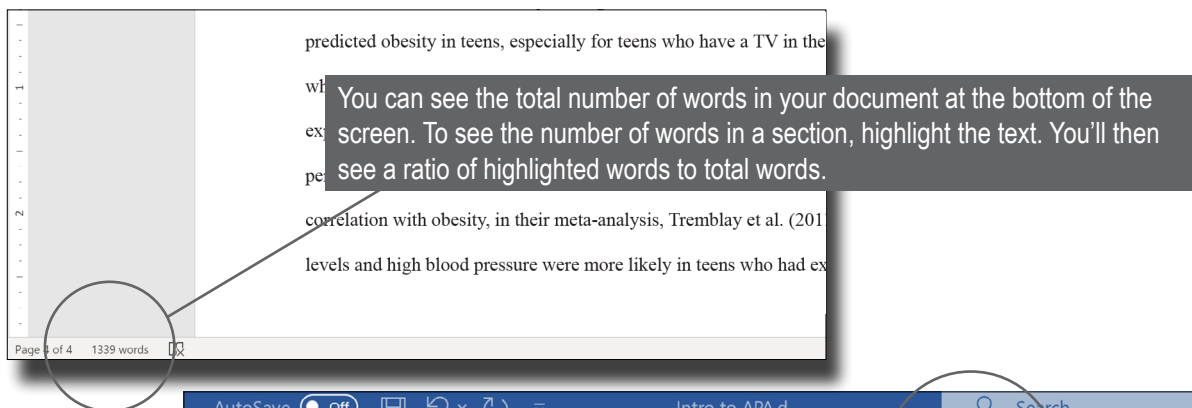 predicted obesity in teens, especially for teens who have a TV in the
wh
You can see the total number of words in your document at the bottom of the
screen. To see the number of words in a section, highlight the text. You'll then
see a ratio of highlighted words to total words.
correlation with obesity, in their meta-analysis, Tremblay et al. (201
levels and high blood pressure were more likely in teens who had ex
1
2
Page 4 of 4 1339 words
AutoSave Off Intro to APA.d Search